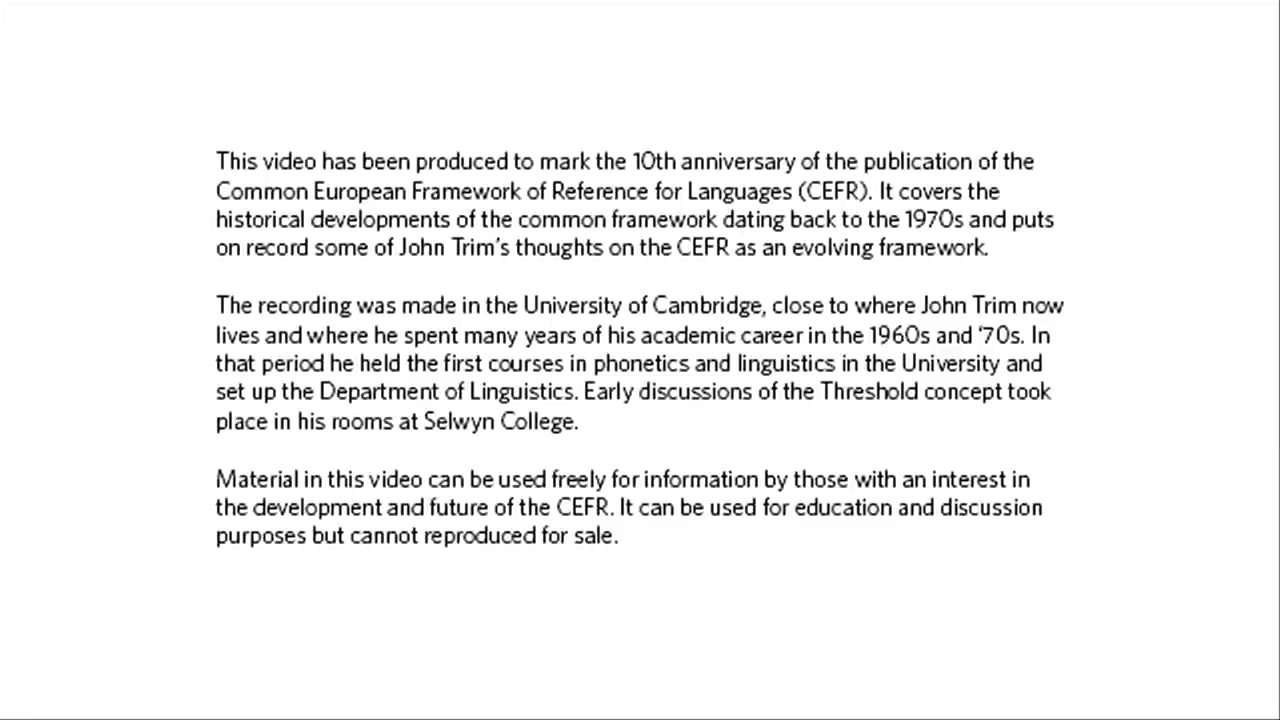 This video has been produced to mark the 10th anniversary of the publication of the
Common European Framework of Reference for Languages (CEFR). It covers the
historical developments of the common framework dating back to the 1970s and puts
on record some of John Trim's thoughts on the CEFR as an evolving framework.
The recording was made in the University of Cambridge, close to where John Trim now
lives and where he spent many years of his academic career in the 1960s and '70s. In
that period he held the first courses in phonetics and linguistics in the University and
set up the Department of Linguistics. Early discussions of the Threshold concept took
place in his rooms at Selwyn College.
Material in this video can be used freely for information by those with an interest in
the development and future of the CEFR. It can be used for education and discussion
purposes but cannot reproduced for sale.